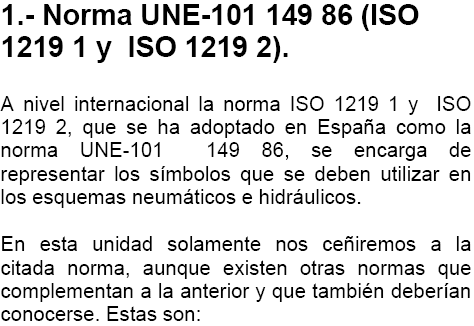 1.- Norma UNE-101 149 86 (ISO
1219 1 y  ISO 1219 2).
A nivel internacional la norma ISO 1219 1 y  ISO
1219 2, que se ha adoptado en España como la
norma UNE-101  149 86, se encarga de
representar los símbolos que se deben utilizar en
los esquemas neumáticos e hidráulicos.
En esta unidad solamente nos ceñiremos a la
citada norma, aunque existen otras normas que
complementan a la anterior y que también deberían
conocerse. Estas son: